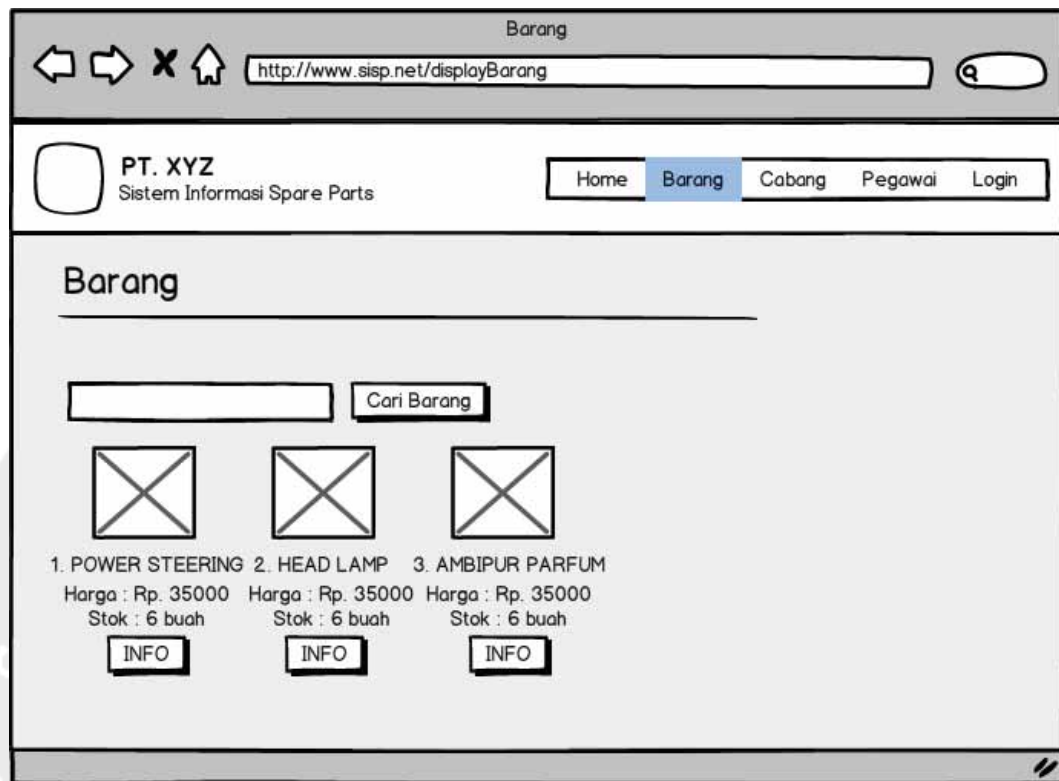 Barang
http://www.sisp.net/displayBarang
PT. XYZ
Sistem Informasi Spare Parts
Home Barang Cabang Pegawai Login
Barang
Cari Barang
1. POWER STEERING 2. HEAD LAMP 3. AMBIPUR PARFUM
Harga : Rp. 35000 Harga : Rp. 35000 Harga : Rp. 35000
Stok : 6 buah Stok : 6 buah Stok : 6 buah
INFO INFO INFO